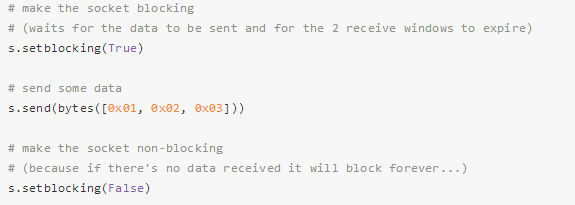 # make the socket blocking
# (waits for the data to be sent and for the 2 receive windows to expire)
s.setblocking(True)
# send some data
s.send(bytes([0x01, 0x02, 0x03]))
# make the socket non-blocking
# (because if there's no data received it will block forever...)
s.setblocking(False)